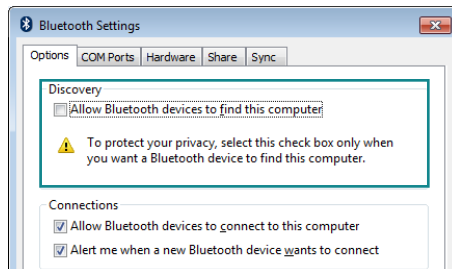 Bluetooth Settings
Options COM Ports Hardware Share Sync
Discovery
Allow Bluetooth devices to find this computer
To protect your privacy, select this check box only when
you want a Bluetooth device to find this computer.
Connections
Allow Bluetooth devices to connect to this computer
Alert me when a new Bluetooth device wants to connect